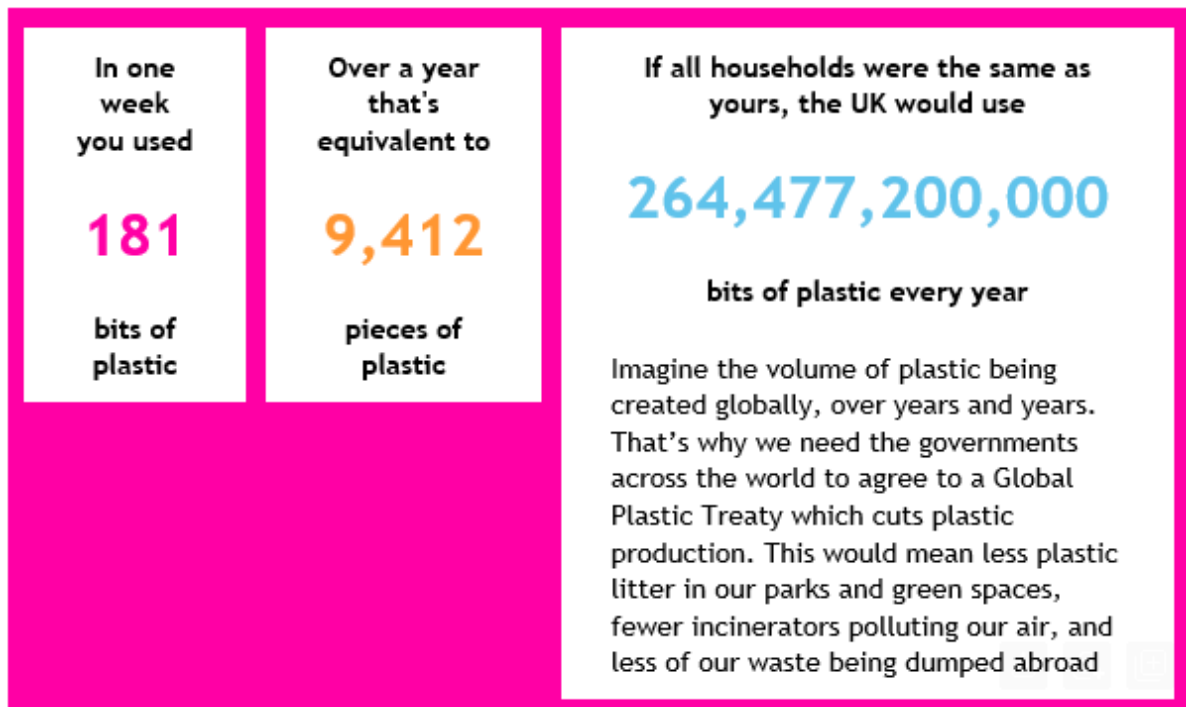 In one
week
you used
181
bits of
plastic
Over a year
that's
equivalent to
9,412
pieces of
plastic
If all households were the same as
yours, the UK would use
264,477,200,000
bits of plastic every year
Imagine the volume of plastic being
created globally, over years and years.
That’s why we need the governments
across the world to agree to a Global
Plastic Treaty which cuts plastic
production. This would mean less plastic
litter in our parks and green spaces,
fewer incinerators polluting our air, and
less of our waste being dumped abroad